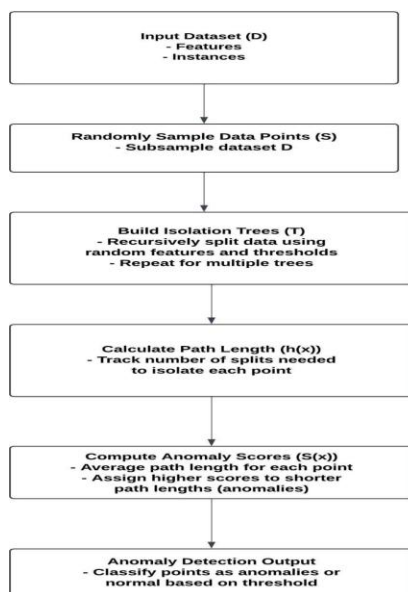 Input Dataset (D)
- Features
- Instances
Randomly Sample Data Points (S)
- Subsample dataset D
Build Isolation Trees (T)
- Recursively split data using
random features and thresholds
- Repeat for multiple trees
Calculate Path Length (h(x))
- Track number of splits needed
to isolate each point
Compute Anomaly Scores (S(x))
- Average path length for each point
- Assign higher scores to shorter
path lengths (anomalies)
Anomaly Detection Output
- Classify points as anomalies or
normal based on threshold